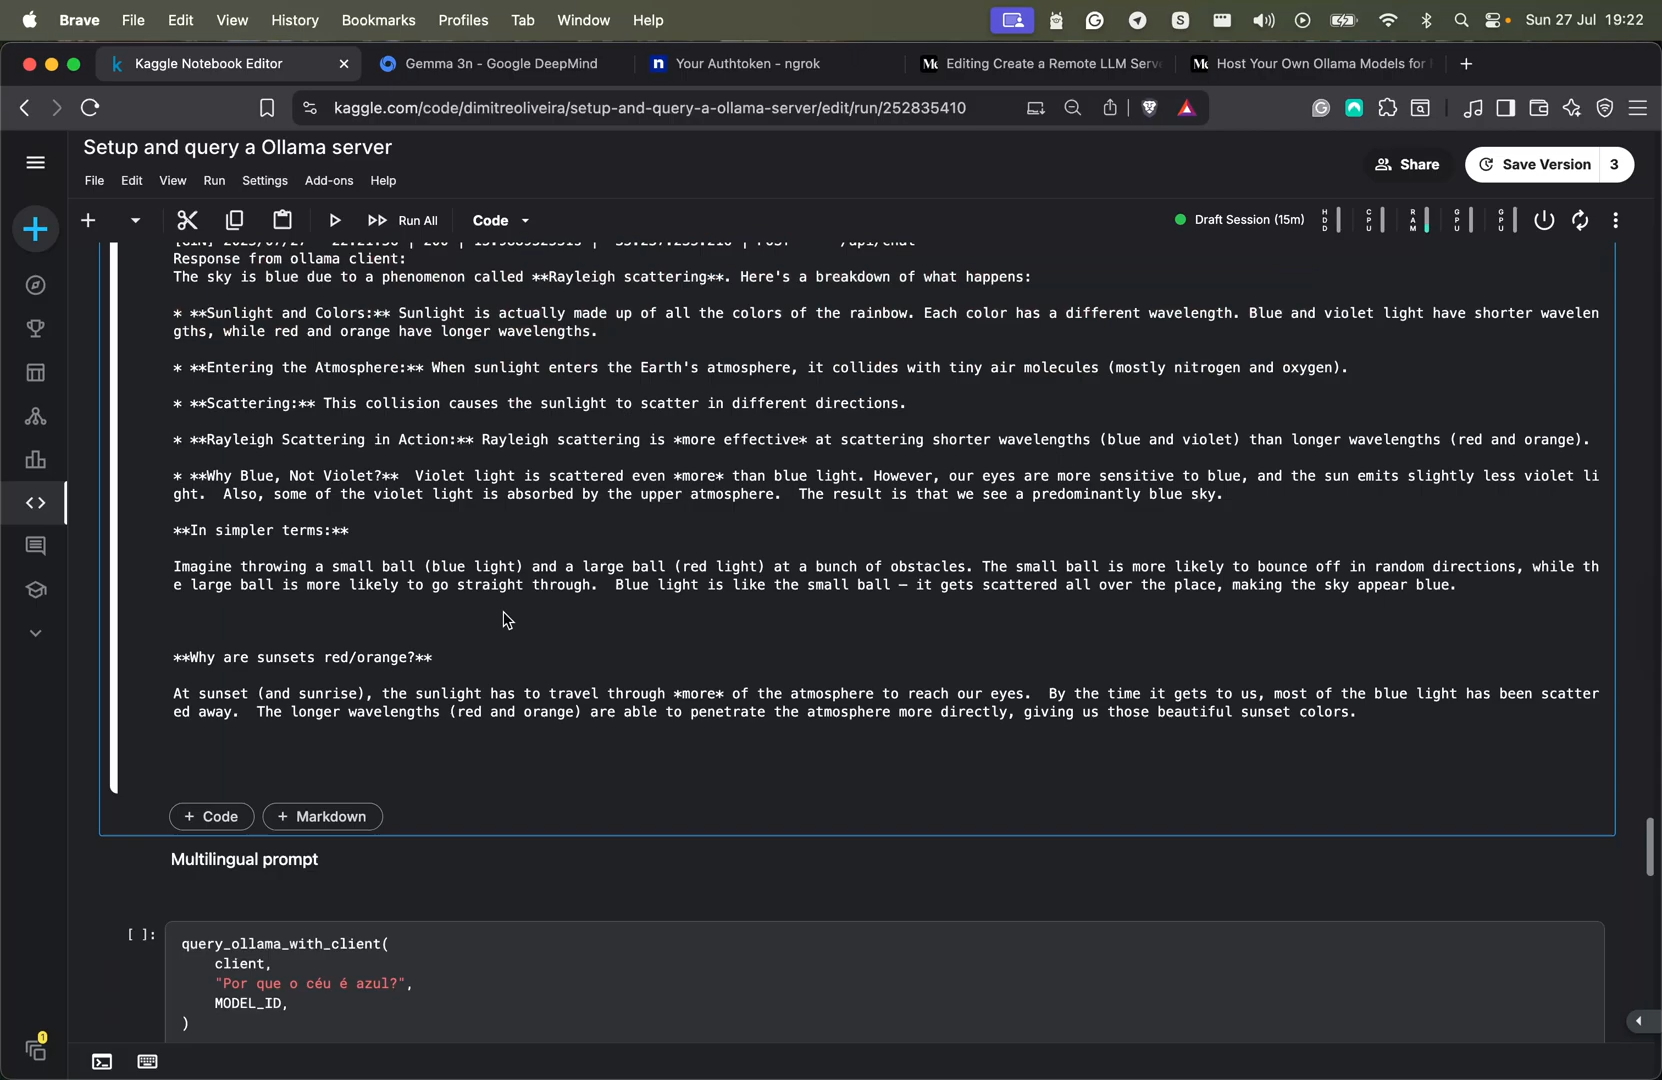 Brave File Edit View History Bookmarks Profiles Tab Window Help Sun 27 Jul 19:22
Kaggle Notebook Editor Gemma 3n - Google DeepMind Your Authtoken - ngrok Editing Create a Remote LLM Serv Host Your Own Ollama Models for
kaggle.com/code/dimitreoliveira/setup-and-query-a-ollama-server/edit/run/252835410
Setup and query a Ollama server
File Edit View Run Settings Add-ons Help
Share Save Version 3
Run All Code Draft Session (15m) HDD CPU RAM GPU GPU
Response from ollama client:
The sky is blue due to a phenomenon called **Rayleigh scattering**. Here's a breakdown of what happens:
* **Sunlight and Colors:** Sunlight is actually made up of all the colors of the rainbow. Each color has a different wavelength. Blue and violet light have shorter wavelen
gths, while red and orange have longer wavelengths.
* **Entering the Atmosphere:** When sunlight enters the Earth's atmosphere, it collides with tiny air molecules (mostly nitrogen and oxygen).
* **Scattering:** This collision causes the sunlight to scatter in different directions.
* **Rayleigh Scattering in Action:** Rayleigh scattering is *more effective* at scattering shorter wavelengths (blue and violet) than longer wavelengths (red and orange).
* **Why Blue, Not Violet?**  Violet light is scattered even *more* than blue light. However, our eyes are more sensitive to blue, and the sun emits slightly less violet li
ght.  Also, some of the violet light is absorbed by the upper atmosphere.  The result is that we see a predominantly blue sky.
**In simpler terms:**
Imagine throwing a small ball (blue light) and a large ball (red light) at a bunch of obstacles. The small ball is more likely to bounce off in random directions, while th
e large ball is more likely to go straight through.  Blue light is like the small ball – it gets scattered all over the place, making the sky appear blue.
**Why are sunsets red/orange?**
At sunset (and sunrise), the sunlight has to travel through *more* of the atmosphere to reach our eyes.  By the time it gets to us, most of the blue light has been scatter
ed away.  The longer wavelengths (red and orange) are able to penetrate the atmosphere more directly, giving us those beautiful sunset colors.
+ Code + Markdown
Multilingual prompt
[ ]:
query_ollama_with_client(
client,
"Por que o céu é azul?",
MODEL_ID,
)
1